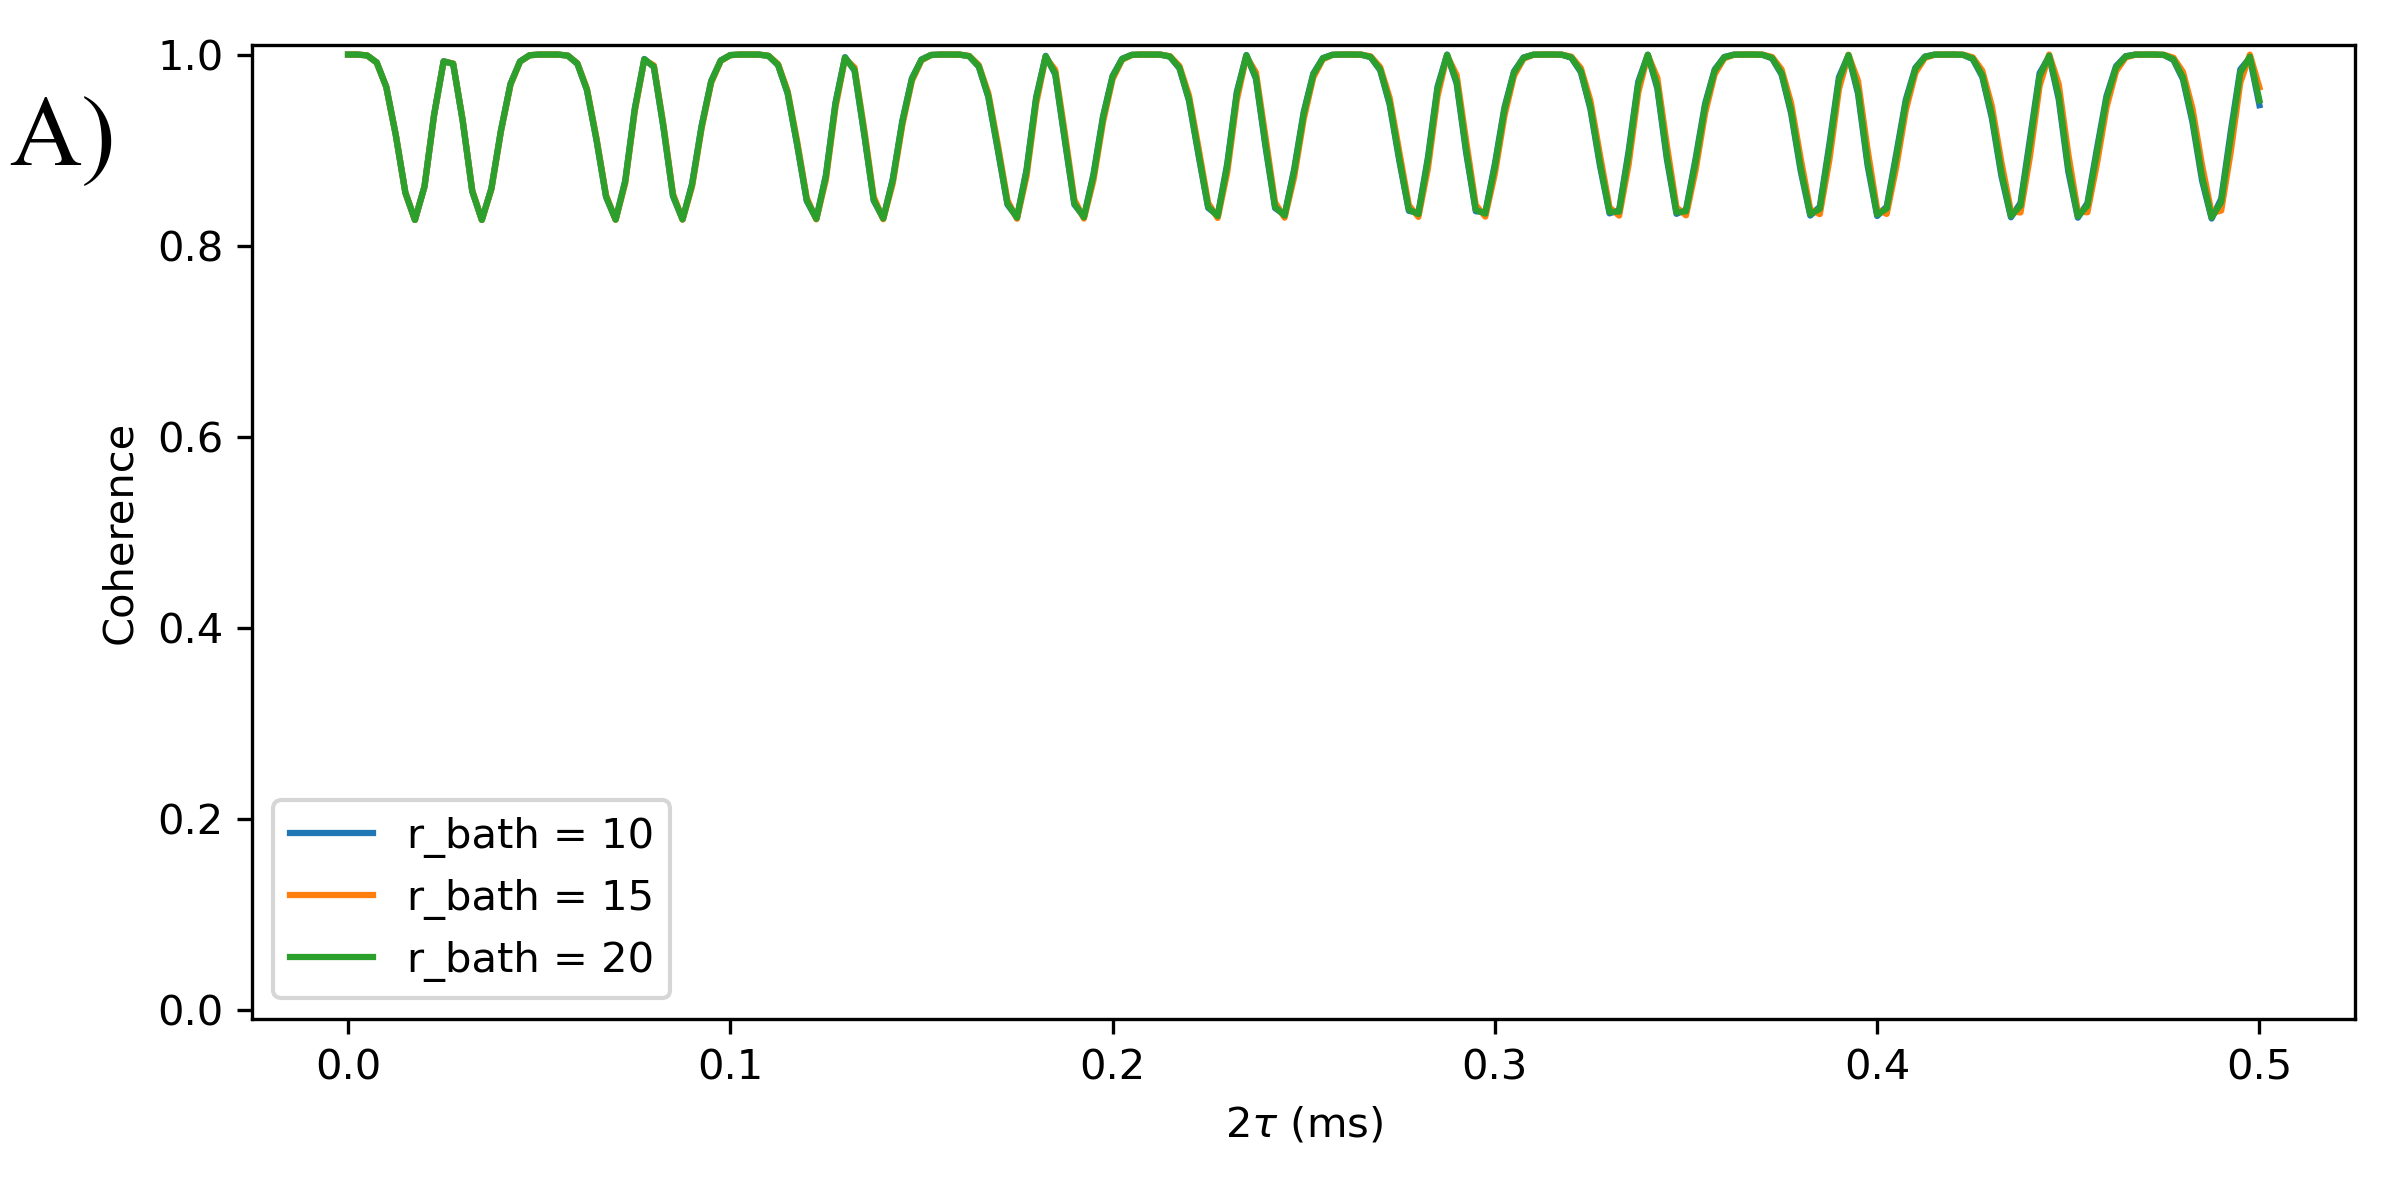 A)
1.0
0.8
0.6
0.4
0.2
0.0
Coherence
r_bath = 10
r_bath = 15
r_bath = 20
0.0 0.1 0.2 0.3 0.4 0.5
2τ (ms)